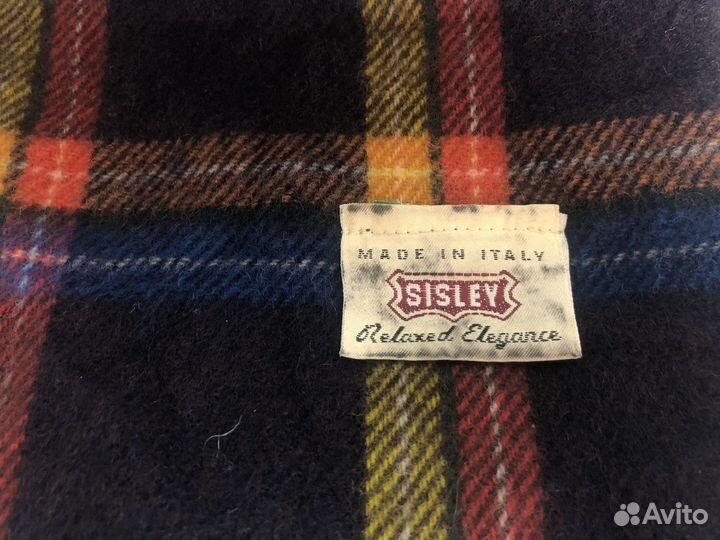 MADE IN ITALY
SISLEY
Relaxed Elegance
Avito